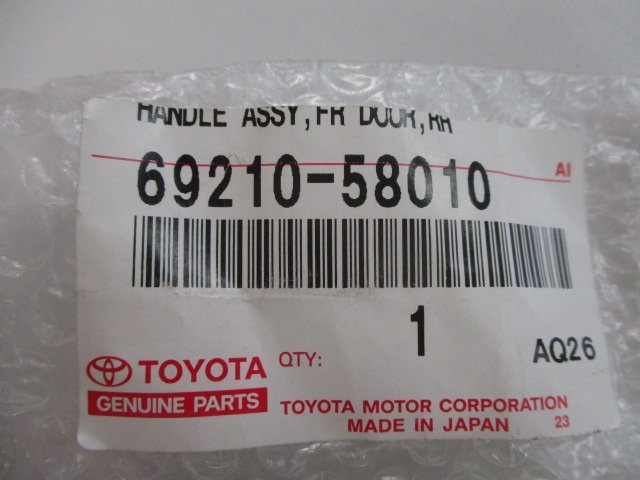 HANDLE ASSY, FR DOOR, RH
69210-58010
AI
1
QTY:
AQ26
TOYOTA
GENUINE PARTS
TOYOTA MOTOR CORPORATION
MADE IN JAPAN 23